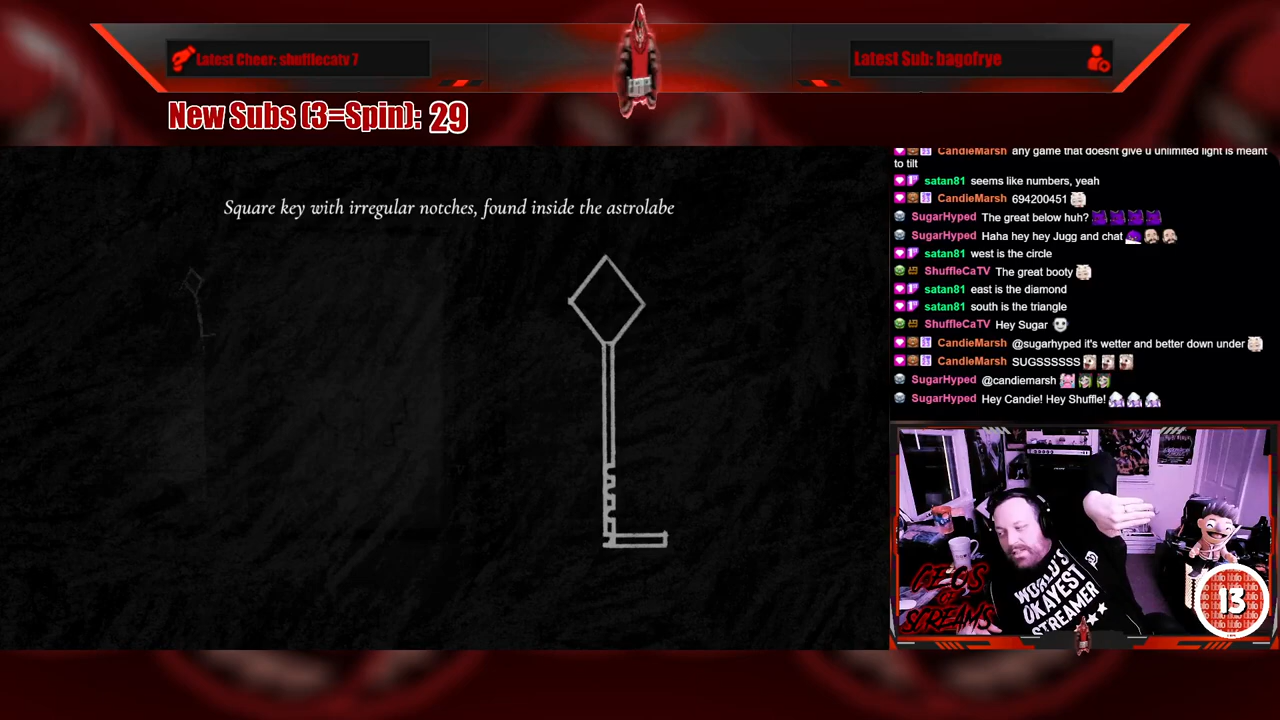 Latest Cheer: shufflecatv 7
Latest Sub: bagofrye
New Subs (3=Spin): 29
Square key with irregular notches, found inside the astrolabe
CandieMarsh any game that doesnt give u unlimited light is meant
to tilt
satan81 seems like numbers, yeah
CandieMarsh 694200451
SugarHyped The great below huh?
SugarHyped Haha hey hey Jugg and chat
satan81 west is the circle
ShuffleCaTV The great booty
satan81 east is the diamond
satan81 south is the triangle
ShuffleCaTV Hey Sugar
CandieMarsh @sugarhyped it's wetter and better down under
CandieMarsh SUGSSSSSS
SugarHyped @candiemarsh
SugarHyped Hey Candie! Hey Shuffle!
WORLD'S
OKAYEST
STREAMER
OF
SCREAMS
13